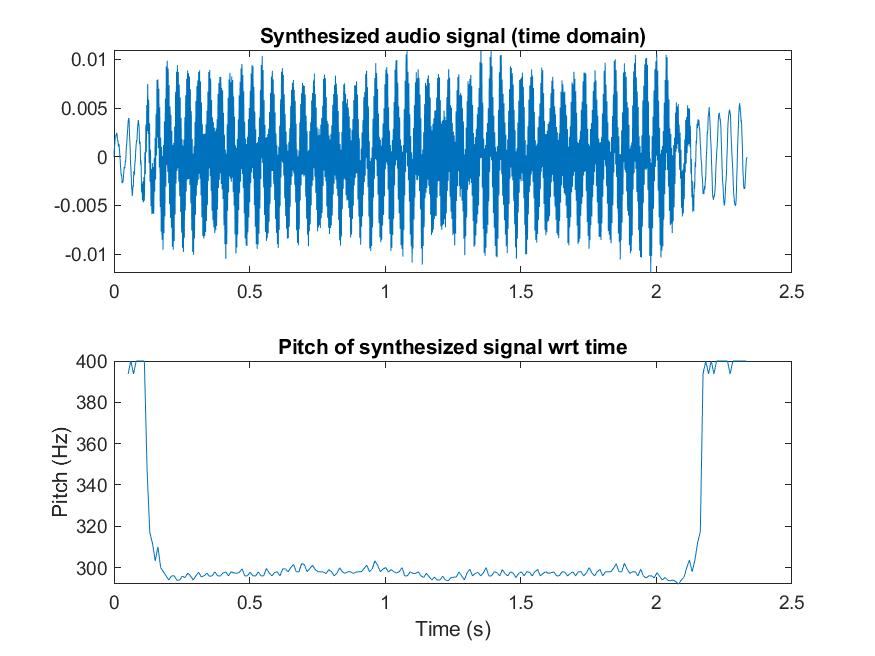 Synthesized audio signal (time domain)
0.01
0.005
0
-0.005
-0.01
0 0.5 1 1.5 2 2.5
Pitch of synthesized signal wrt time
400
380
360
340
320
300
Pitch (Hz)
0 0.5 1 1.5 2 2.5
Time (s)